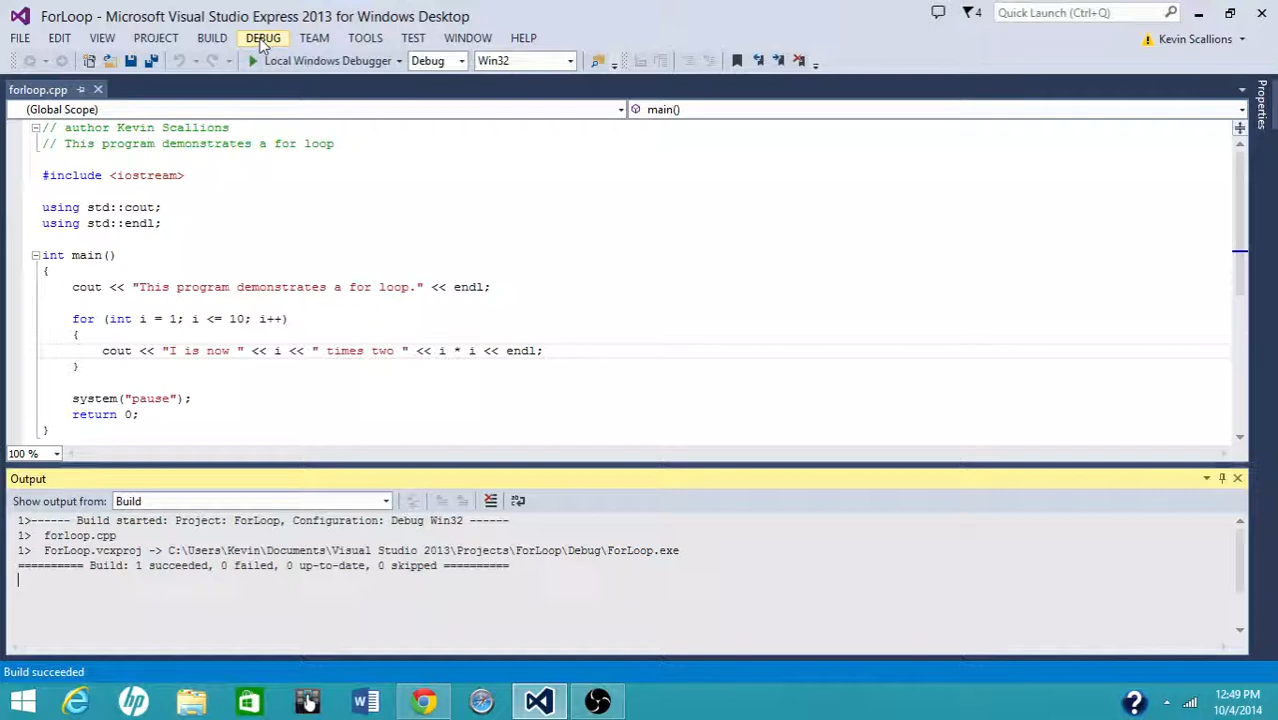 ForLoop - Microsoft Visual Studio Express 2013 for Windows Desktop
4
Quick Launch (Ctrl+Q)
FILE EDIT VIEW PROJECT BUILD DEBUG TEAM TOOLS TEST WINDOW HELP
Kevin Scallions
Local Windows Debugger Debug Win32
forloop.cpp
Properties
(Global Scope) main()
// author Kevin Scallions
// This program demonstrates a for loop
#include <iostream>
using std::cout;
using std::endl;
int main()
{
cout << "This program demonstrates a for loop." << endl;
for (int i = 1; i <= 10; i++)
{
cout << "I is now " << i << " times two " << i * i << endl;
}
system("pause");
return 0;
}
100 %
Output
Show output from: Build
1>------ Build started: Project: ForLoop, Configuration: Debug Win32 ------
1> forloop.cpp
1> ForLoop.vcxproj -> C:\Users\Kevin\Documents\Visual Studio 2013\Projects\ForLoop\Debug\ForLoop.exe
========== Build: 1 succeeded, 0 failed, 0 up-to-date, 0 skipped ==========
Build succeeded
12:49 PM
10/4/2014